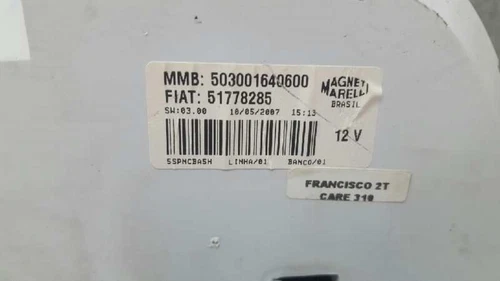 MMB: 503001640600
FIAT: 51778285
SW:03.00 10/05/2007 15:13
MAGNETI
MARELLI
BRASIL
12 V
SSPNCBASH LINHA/01 BANCO/01
FRANCISCO 2T
CARE 310